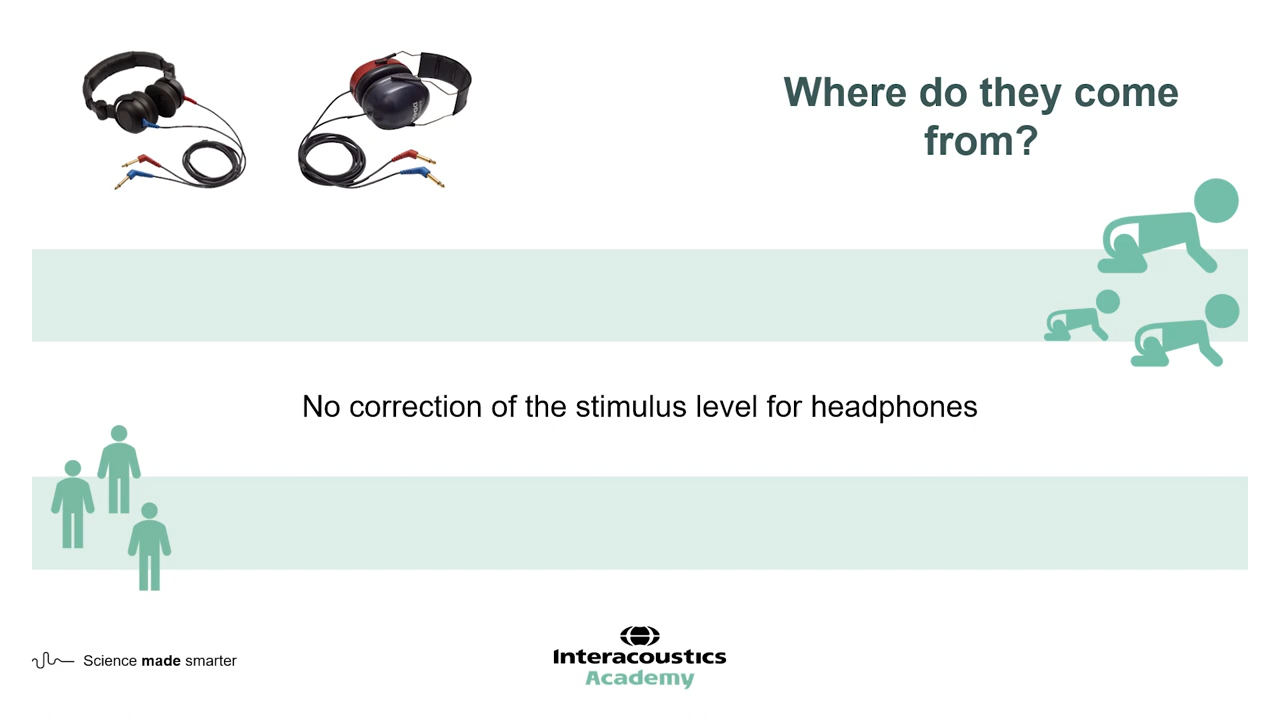 Where do they come
from?
No correction of the stimulus level for headphones
Science made smarter
Interacoustics
Academy